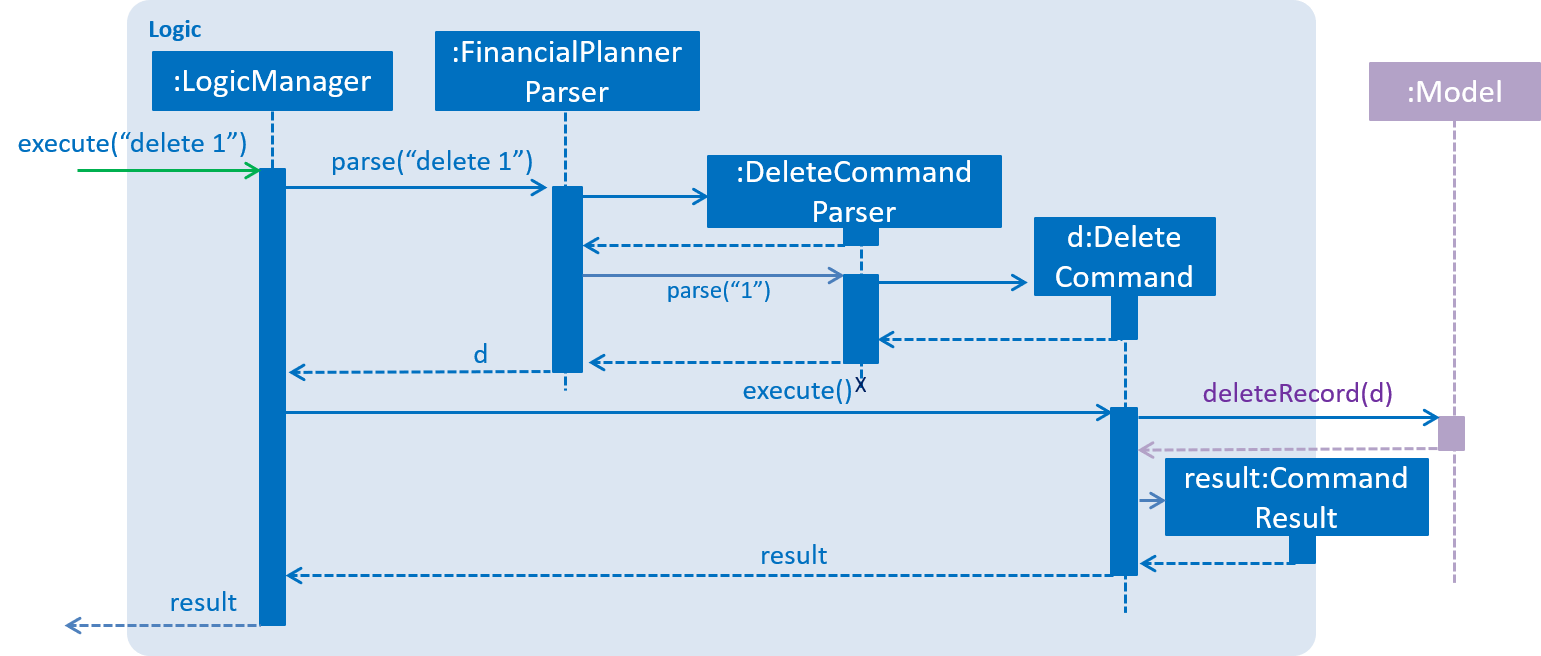 Logic
:LogicManager
:FinancialPlanner
Parser
:Model
execute(“delete 1”)
parse(“delete 1”)
:DeleteCommand
Parser
d:Delete
Command
parse(“1”)
d
execute()
X
deleteRecord(d)
result:Command
Result
result
result